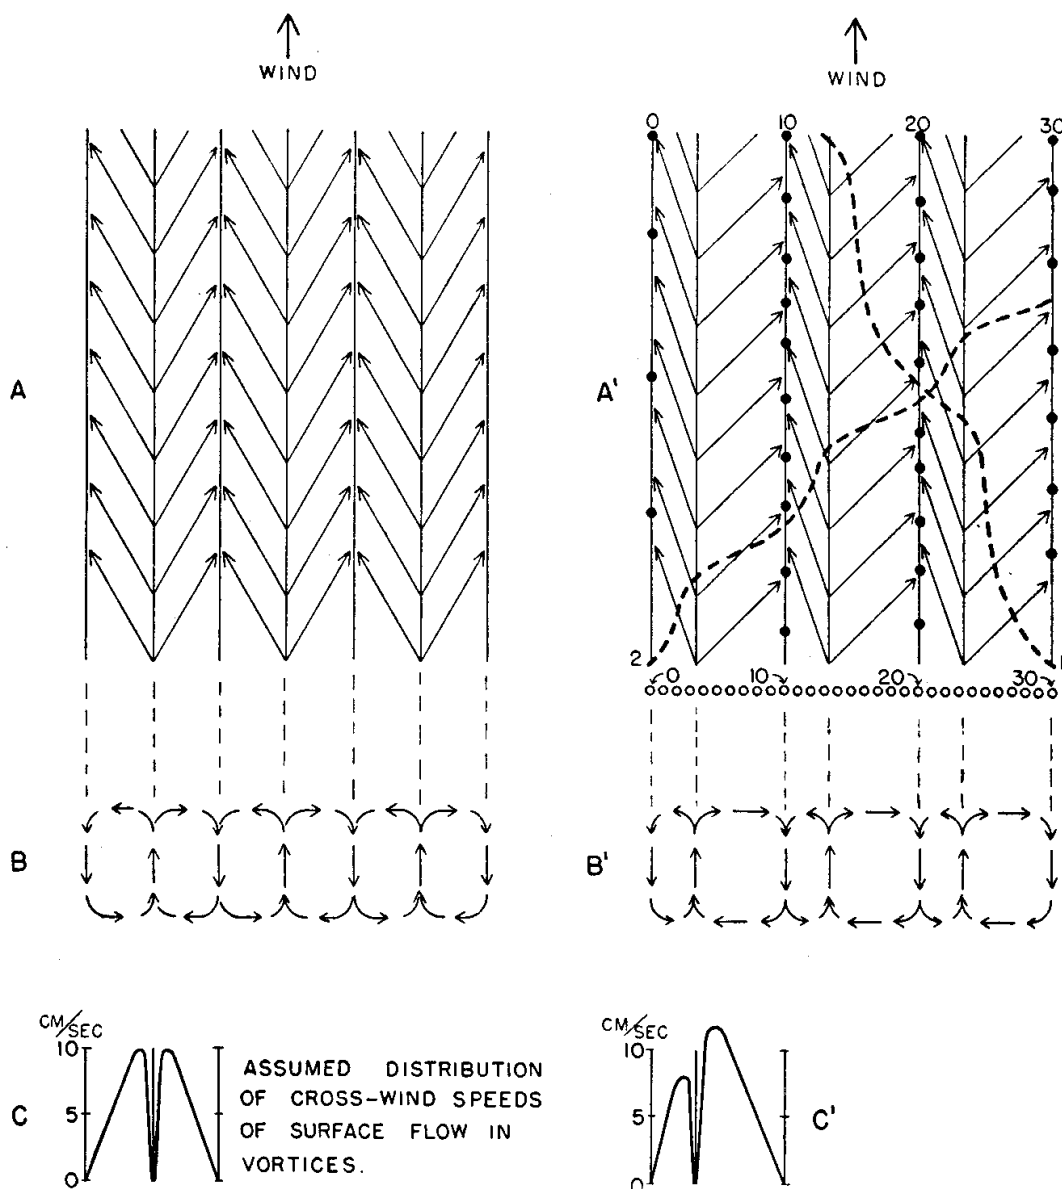 WIND
WIND
0 10 20 30
A
A'
2
0 10 20 30
B
B'
CM/SEC
10
5
0
C
ASSUMED DISTRIBUTION
OF CROSS-WIND SPEEDS
OF SURFACE FLOW IN
VORTICES.
CM/SEC
10
5
0
C'